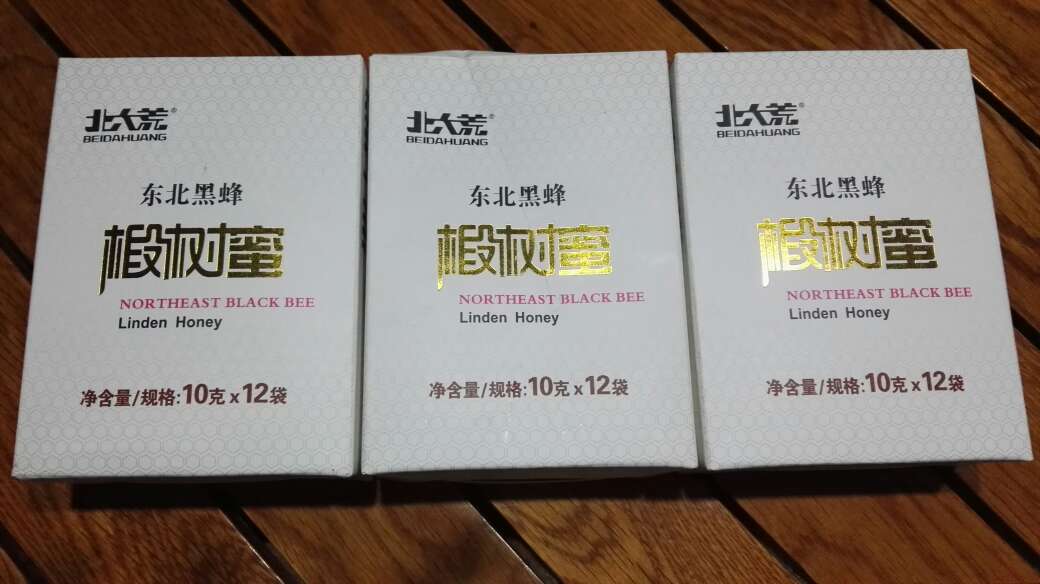 北大荒®
BEIDAHUANG
东北黑蜂
椴树蜜
NORTHEAST BLACK BEE
Linden Honey
净含量/规格:10克x12袋
北大荒®
BEIDAHUANG
东北黑蜂
椴树蜜
NORTHEAST BLACK BEE
Linden Honey
净含量/规格:10克x12袋
北大荒®
BEIDAHUANG
东北黑蜂
椴树蜜
NORTHEAST BLACK BEE
Linden Honey
净含量/规格:10克x12袋